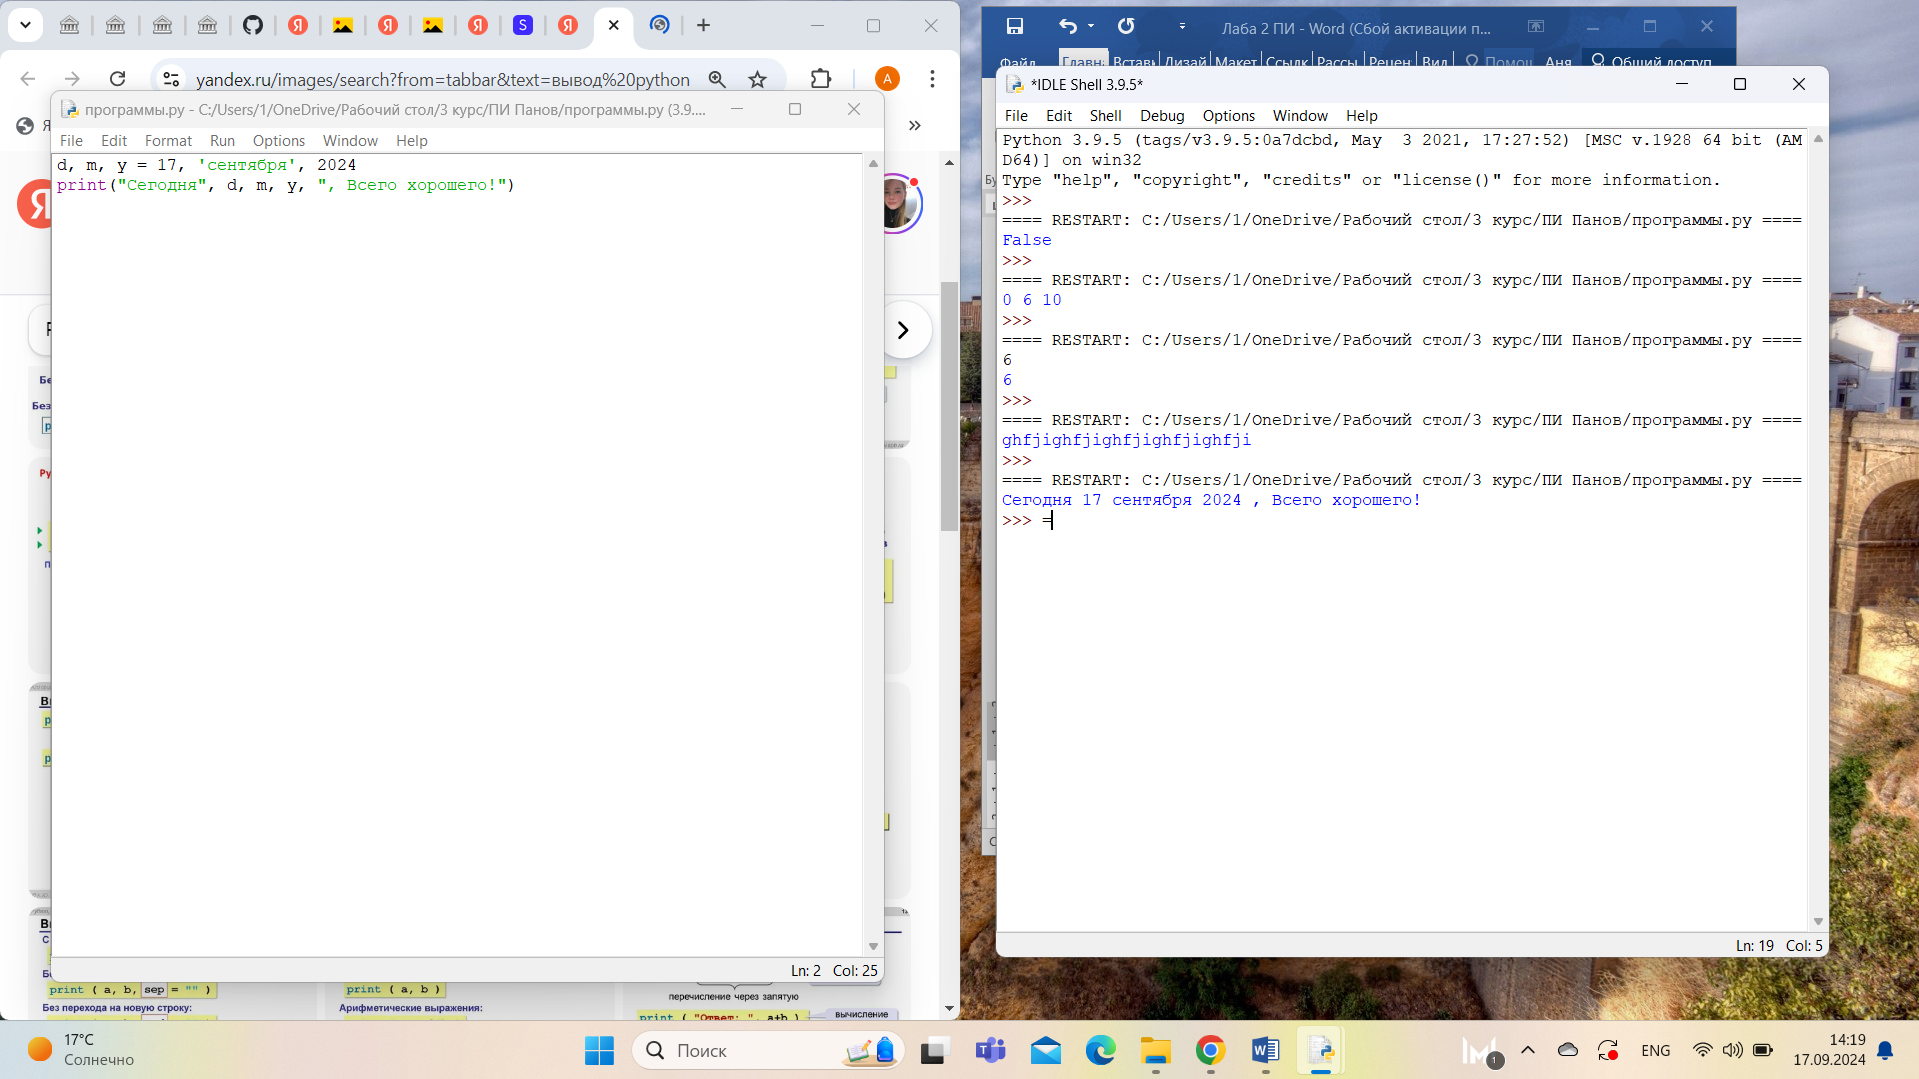 yandex.ru/images/search?from=tabbar&text=вывод%20python
A
программы.py - C:/Users/1/OneDrive/Рабочий стол/3 курс/ПИ Панов/программы.py (3.9....
File Edit Format Run Options Window Help
d, m, y = 17, 'сентября', 2024
print("Сегодня", d, m, y, ", Всего хорошего!")
Ln: 2 Col: 25
print ( a, b, sep = "" )
Без перехода на новую строку:
print ( a, b )
Арифметические выражения:
перечисление через запятую
print ( "Ответ: ", a+b )
вычисление
Лаба 2 ПИ - Word (Сбой активации п...
Файл Главн Вставн Дизай Макет Ссылк Рассы Рецен Вид Помощ Аня Общий доступ
*IDLE Shell 3.9.5*
File Edit Shell Debug Options Window Help
Python 3.9.5 (tags/v3.9.5:0a7dcbd, May  3 2021, 17:27:52) [MSC v.1928 64 bit (AM
D64)] on win32
Type "help", "copyright", "credits" or "license()" for more information.
>>>
==== RESTART: C:/Users/1/OneDrive/Рабочий стол/3 курс/ПИ Панов/программы.py ====
False
>>>
==== RESTART: C:/Users/1/OneDrive/Рабочий стол/3 курс/ПИ Панов/программы.py ====
0 6 10
>>>
==== RESTART: C:/Users/1/OneDrive/Рабочий стол/3 курс/ПИ Панов/программы.py ====
6
6
>>>
==== RESTART: C:/Users/1/OneDrive/Рабочий стол/3 курс/ПИ Панов/программы.py ====
ghfjighfjighfjighfjighfji
>>>
==== RESTART: C:/Users/1/OneDrive/Рабочий стол/3 курс/ПИ Панов/программы.py ====
Сегодня 17 сентября 2024 , Всего хорошего!
>>> =
Ln: 19 Col: 5
17°C
Солнечно
Поиск
1
ENG
14:19
17.09.2024